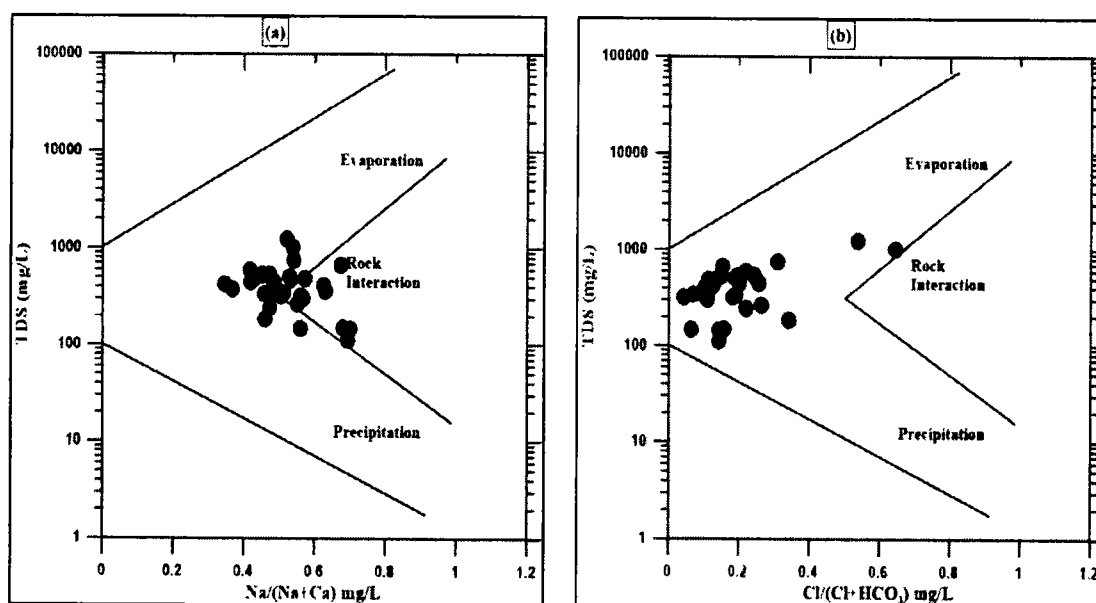 (a)
100000
10000
1000
100
10
1
0
0.2
0.4
0.6
0.8
1
1.2
TDS (mg/L)
Na/(Na+Ca) mg/L
Evaporation
Rock
Interaction
Precipitation
(b)
100000
10000
1000
100
10
1
0
0.2
0.4
0.6
0.8
1
1.2
TDS (mg/L)
Cl/(Cl+HCO₃) mg/L
Evaporation
Rock
Interaction
Precipitation